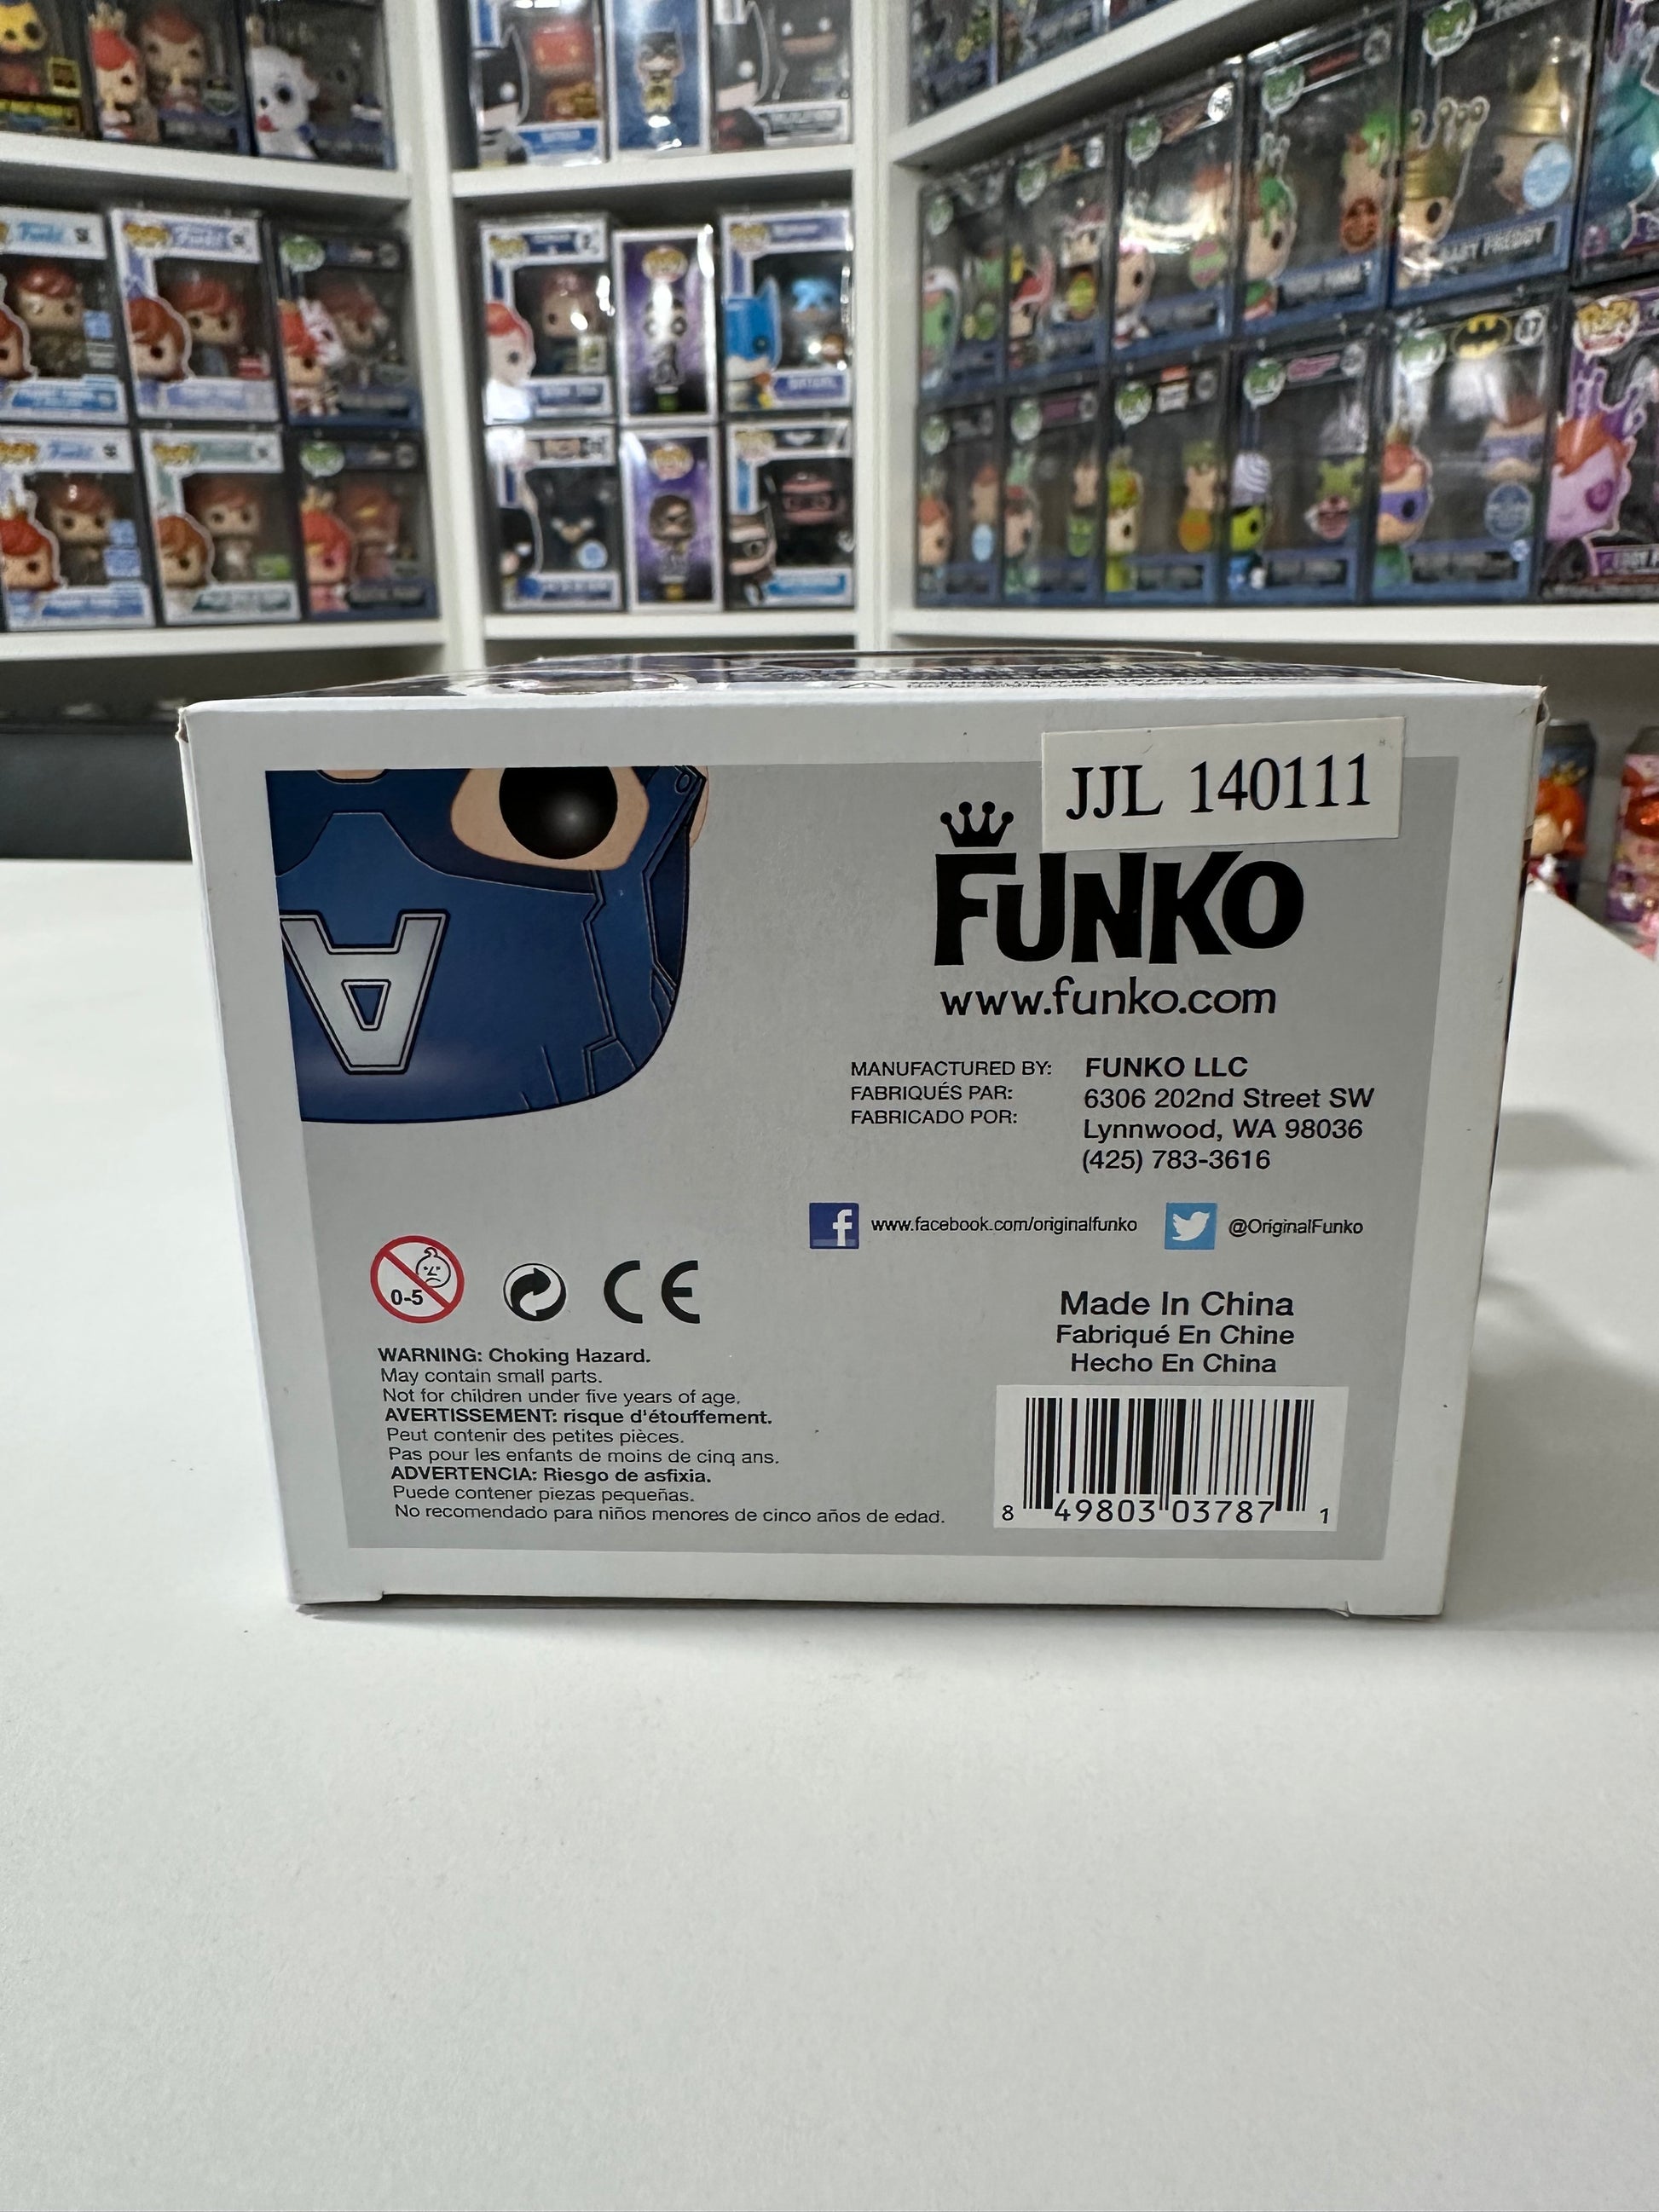 JJL 140111
FUNKO
www.funko.com
MANUFACTURED BY:
FABRIQUÉS PAR:
FABRICADO POR:
FUNKO LLC
6306 202nd Street SW
Lynnwood, WA 98036
(425) 783-3616
f www.facebook.com/originalfunko @OriginalFunko
0-5
CE
WARNING: Choking Hazard.
May contain small parts.
Not for children under five years of age.
AVERTISSEMENT: risque d'étouffement.
Peut contenir des petites pièces.
Pas pour les enfants de moins de cinq ans.
ADVERTENCIA: Riesgo de asfixia.
Puede contener piezas pequeñas.
No recomendado para niños menores de cinco años de edad.
Made In China
Fabriqué En Chine
Hecho En China
8 49803 03787 1
A